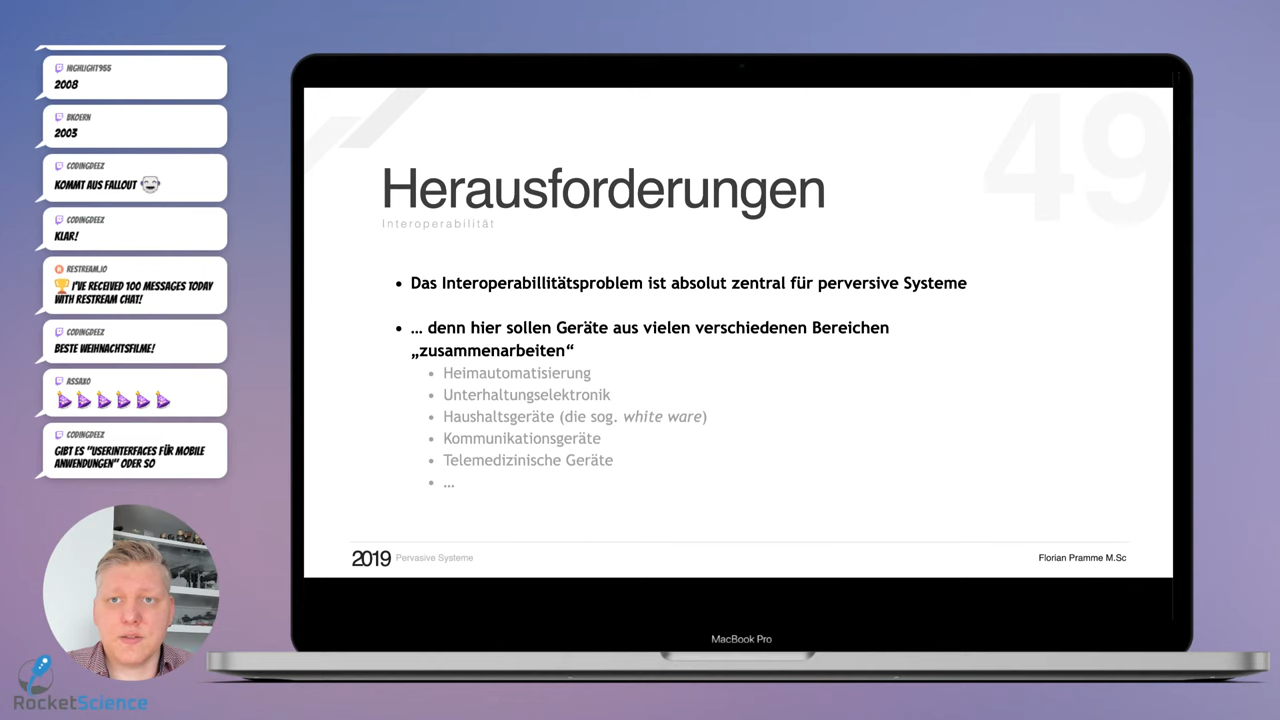 HIGHLIGHT955
2008
BKOERN
2003
CODINGDEEZ
KOMMT AUS FALLOUT
CODINGDEEZ
KLAR!
RESTREAM.IO
I'VE RECEIVED 100 MESSAGES TODAY
WITH RESTREAM CHAT!
CODINGDEEZ
BESTE WEIHNACHTSFILME!
ASSAXO
CODINGDEEZ
GIBT ES "USERINTERFACES FÜR MOBILE
ANWENDUNGEN" ODER SO
RocketScience
49
Herausforderungen
Interoperabilität
• Das Interoperabillitätsproblem ist absolut zentral für perversive Systeme
• … denn hier sollen Geräte aus vielen verschiedenen Bereichen
„zusammenarbeiten“
• Heimautomatisierung
• Unterhaltungselektronik
• Haushaltsgeräte (die sog. white ware)
• Kommunikationsgeräte
• Telemedizinische Geräte
• …
2019 Pervasive Systeme
Florian Pramme M.Sc
MacBook Pro